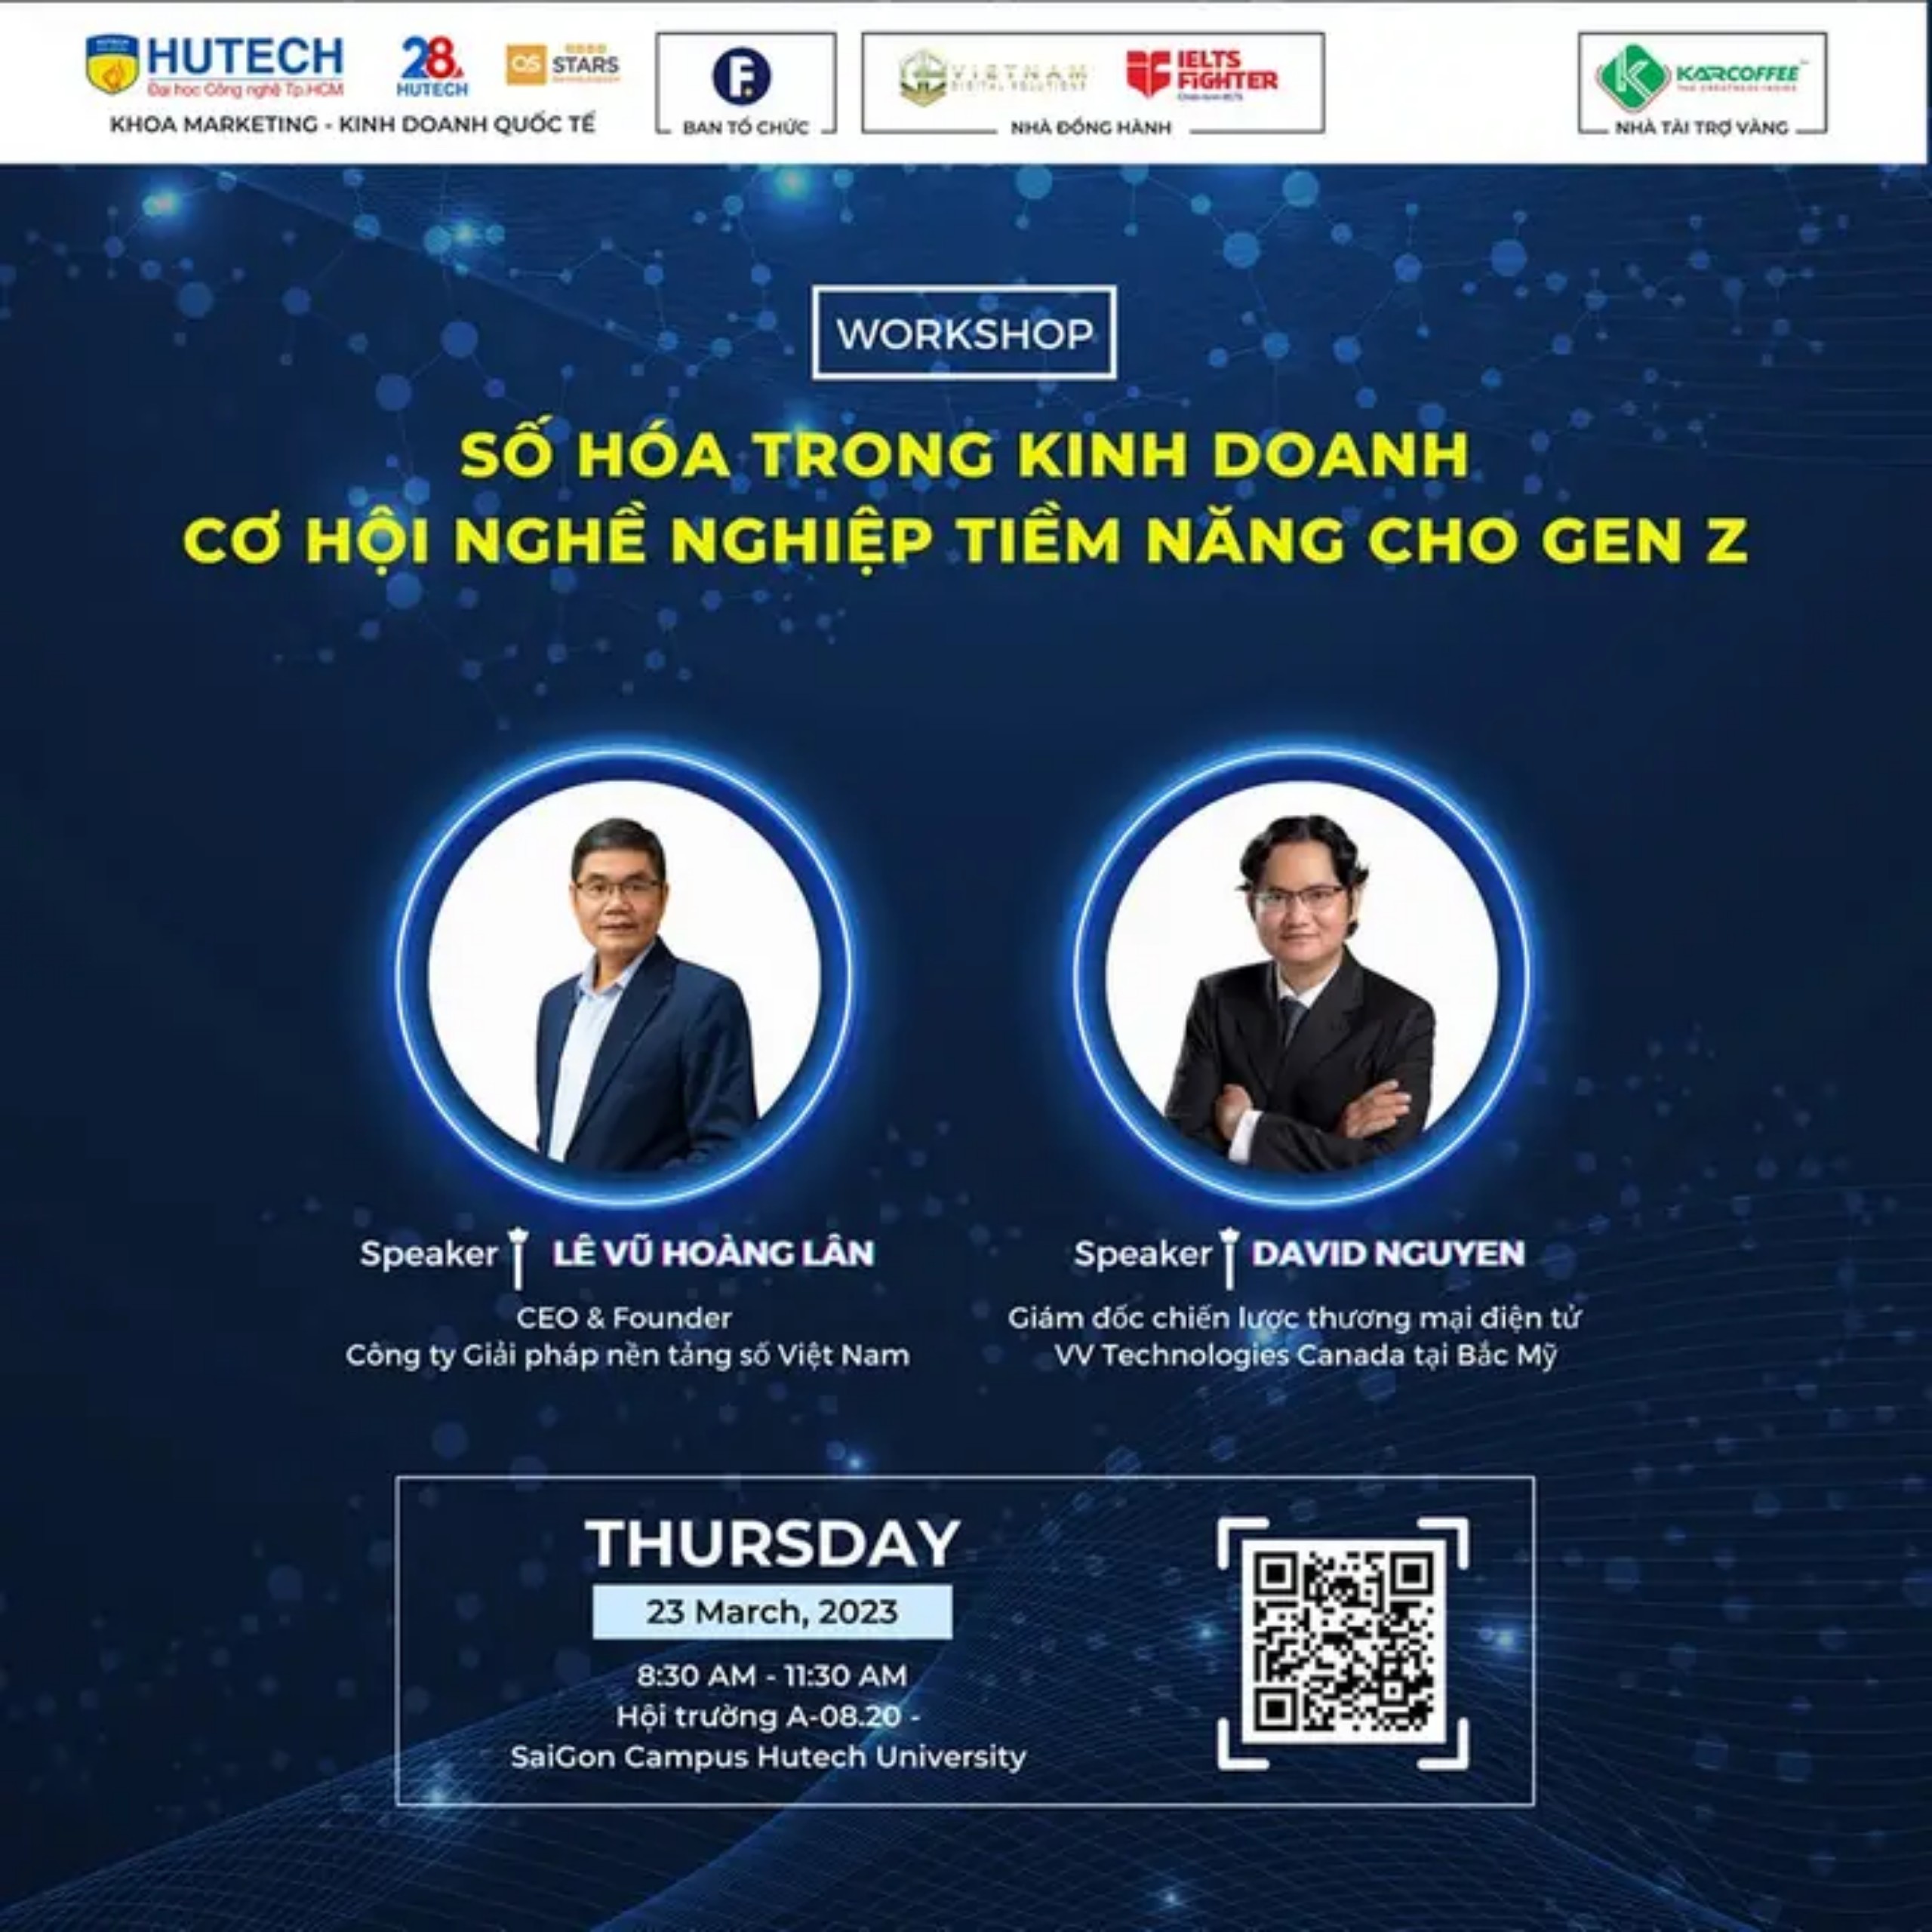 HUTECH
Đại học Công nghệ Tp.HCM
28
HUTECH
QS STARS
KHOA MARKETING - KINH DOANH QUỐC TẾ
F.
BAN TỔ CHỨC
VIETNAM
DIGITAL SOLUTIONS
IELTS
FIGHTER
NHÀ ĐỒNG HÀNH
K
KARCOFFEE
NHÀ TÀI TRỢ VÀNG
WORKSHOP
SỐ HÓA TRONG KINH DOANH
CƠ HỘI NGHỀ NGHIỆP TIỀM NĂNG CHO GEN Z
Speaker LÊ VŨ HOÀNG LÂN
CEO & Founder
Công ty Giải pháp nền tảng số Việt Nam
Speaker DAVID NGUYEN
Giám đốc chiến lược thương mại điện tử
VV Technologies Canada tại Bắc Mỹ
THURSDAY
23 March, 2023
8:30 AM - 11:30 AM
Hội trường A-08.20 -
SaiGon Campus Hutech University